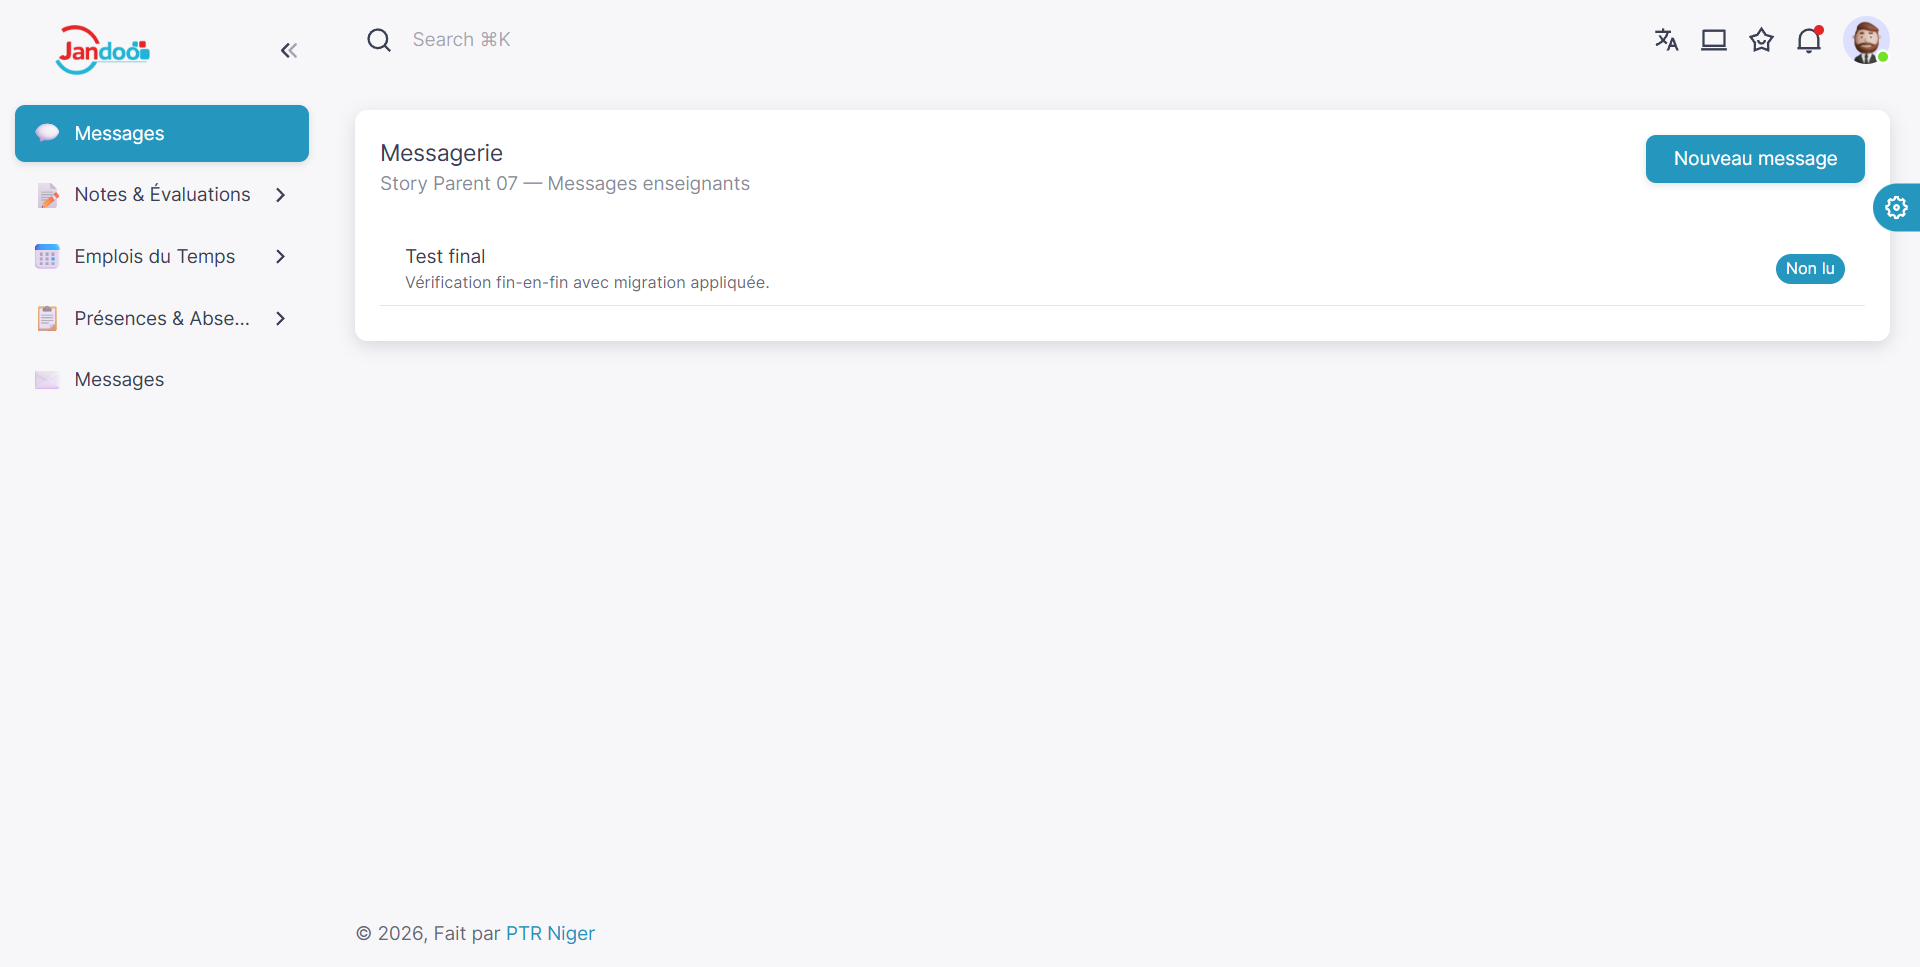 Jandoo
Search ⌘K
Messages
Notes & Évaluations
Emplois du Temps
Présences & Abse...
Messages
Messagerie
Story Parent 07 — Messages enseignants
Nouveau message
Test final
Vérification fin-en-fin avec migration appliquée.
Non lu
© 2026, Fait par PTR Niger